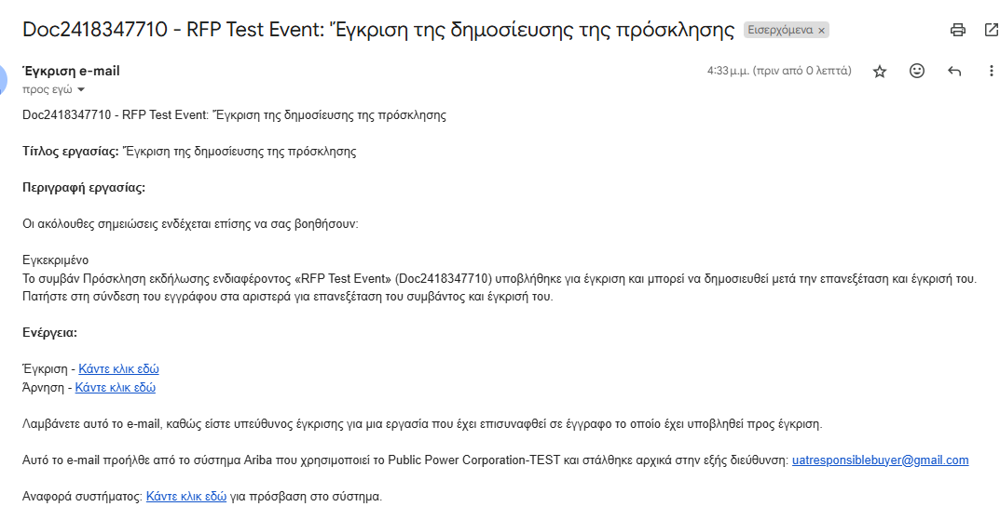 Doc2418347710 - RFP Test Event: 'Έγκριση της δημοσίευσης της πρόσκλησης Εισερχόμενα ×
Έγκριση e-mail 4:33 μ.μ. (πριν από 0 λεπτά)
προς εγώ
Doc2418347710 - RFP Test Event: 'Έγκριση της δημοσίευσης της πρόσκλησης
Τίτλος εργασίας: 'Έγκριση της δημοσίευσης της πρόσκλησης
Περιγραφή εργασίας:
Οι ακόλουθες σημειώσεις ενδέχεται επίσης να σας βοηθήσουν:
Εγκεκριμένο
Το συμβάν Πρόσκληση εκδήλωσης ενδιαφέροντος «RFP Test Event» (Doc2418347710) υποβλήθηκε για έγκριση και μπορεί να δημοσιευθεί μετά την επανεξέταση και έγκρισή του.
Πατήστε στη σύνδεση του εγγράφου στα αριστερά για επανεξέταση του συμβάντος και έγκρισή του.
Ενέργεια:
Έγκριση - Κάντε κλικ εδώ
Άρνηση - Κάντε κλικ εδώ
Λαμβάνετε αυτό το e-mail, καθώς είστε υπεύθυνος έγκρισης για μια εργασία που έχει επισυναφθεί σε έγγραφο το οποίο έχει υποβληθεί προς έγκριση.
Αυτό το e-mail προήλθε από το σύστημα Ariba που χρησιμοποιεί το Public Power Corporation-TEST και στάλθηκε αρχικά στην εξής διεύθυνση: uatresponsiblebuyer@gmail.com
Αναφορά συστήματος: Κάντε κλικ εδώ για πρόσβαση στο σύστημα.